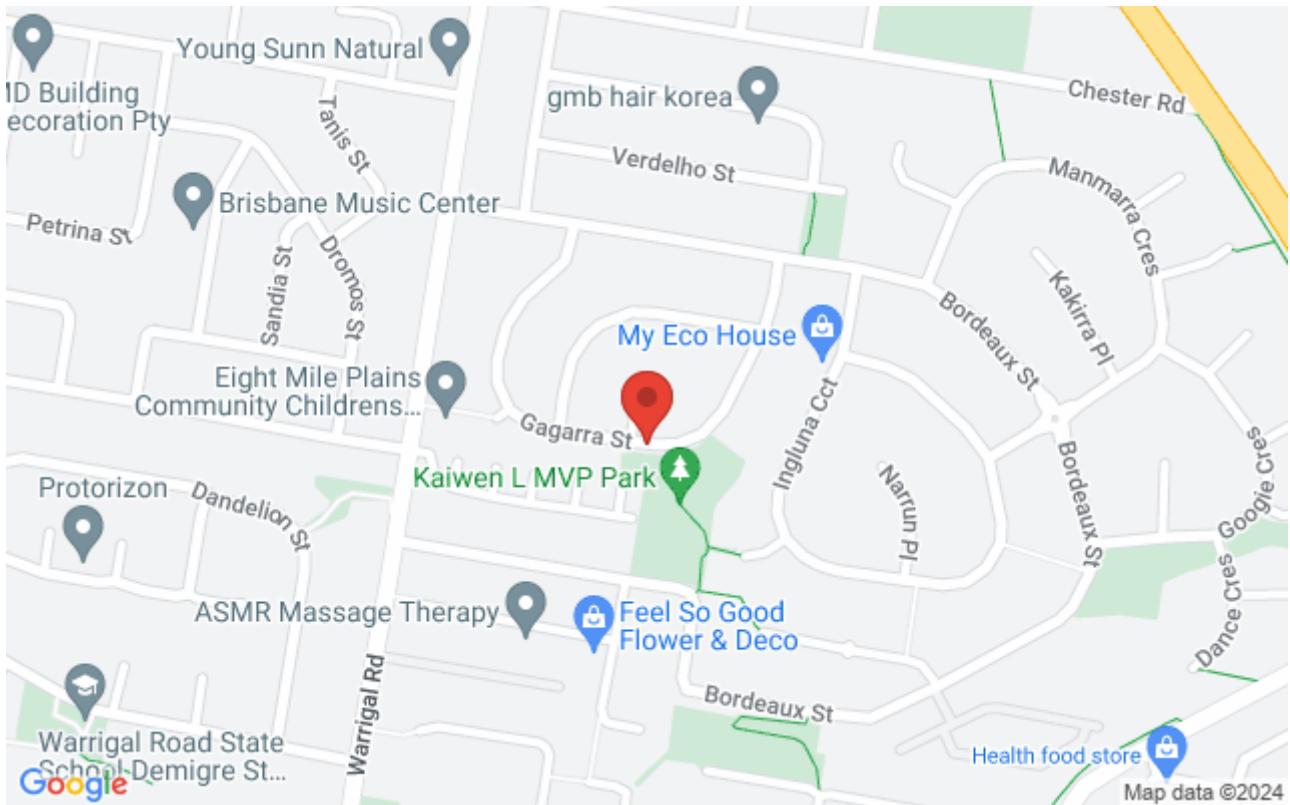 Young Sunn Natural
MD Building
ecoration Pty
gmb hair korea
Chester Rd
Tanis St
Verdelho St
Manmarra Cres
Brisbane Music Center
Petrina St
Sandia St
Dromos St
Kakirra Pl
Bordeaux St
My Eco House
Eight Mile Plains
Community Childrens...
Gagarra St
Ingluna Cct
Kaiwen L MVP Park
Narrun Pl
Bordeaux St
Googie Cres
Protorizon
Dandelion St
ASMR Massage Therapy
Feel So Good
Flower & Deco
Dance Cres
Warrigal Rd
Bordeaux St
Warrigal Road State
School Demigre St...
Health food store
Google
Map data ©2024